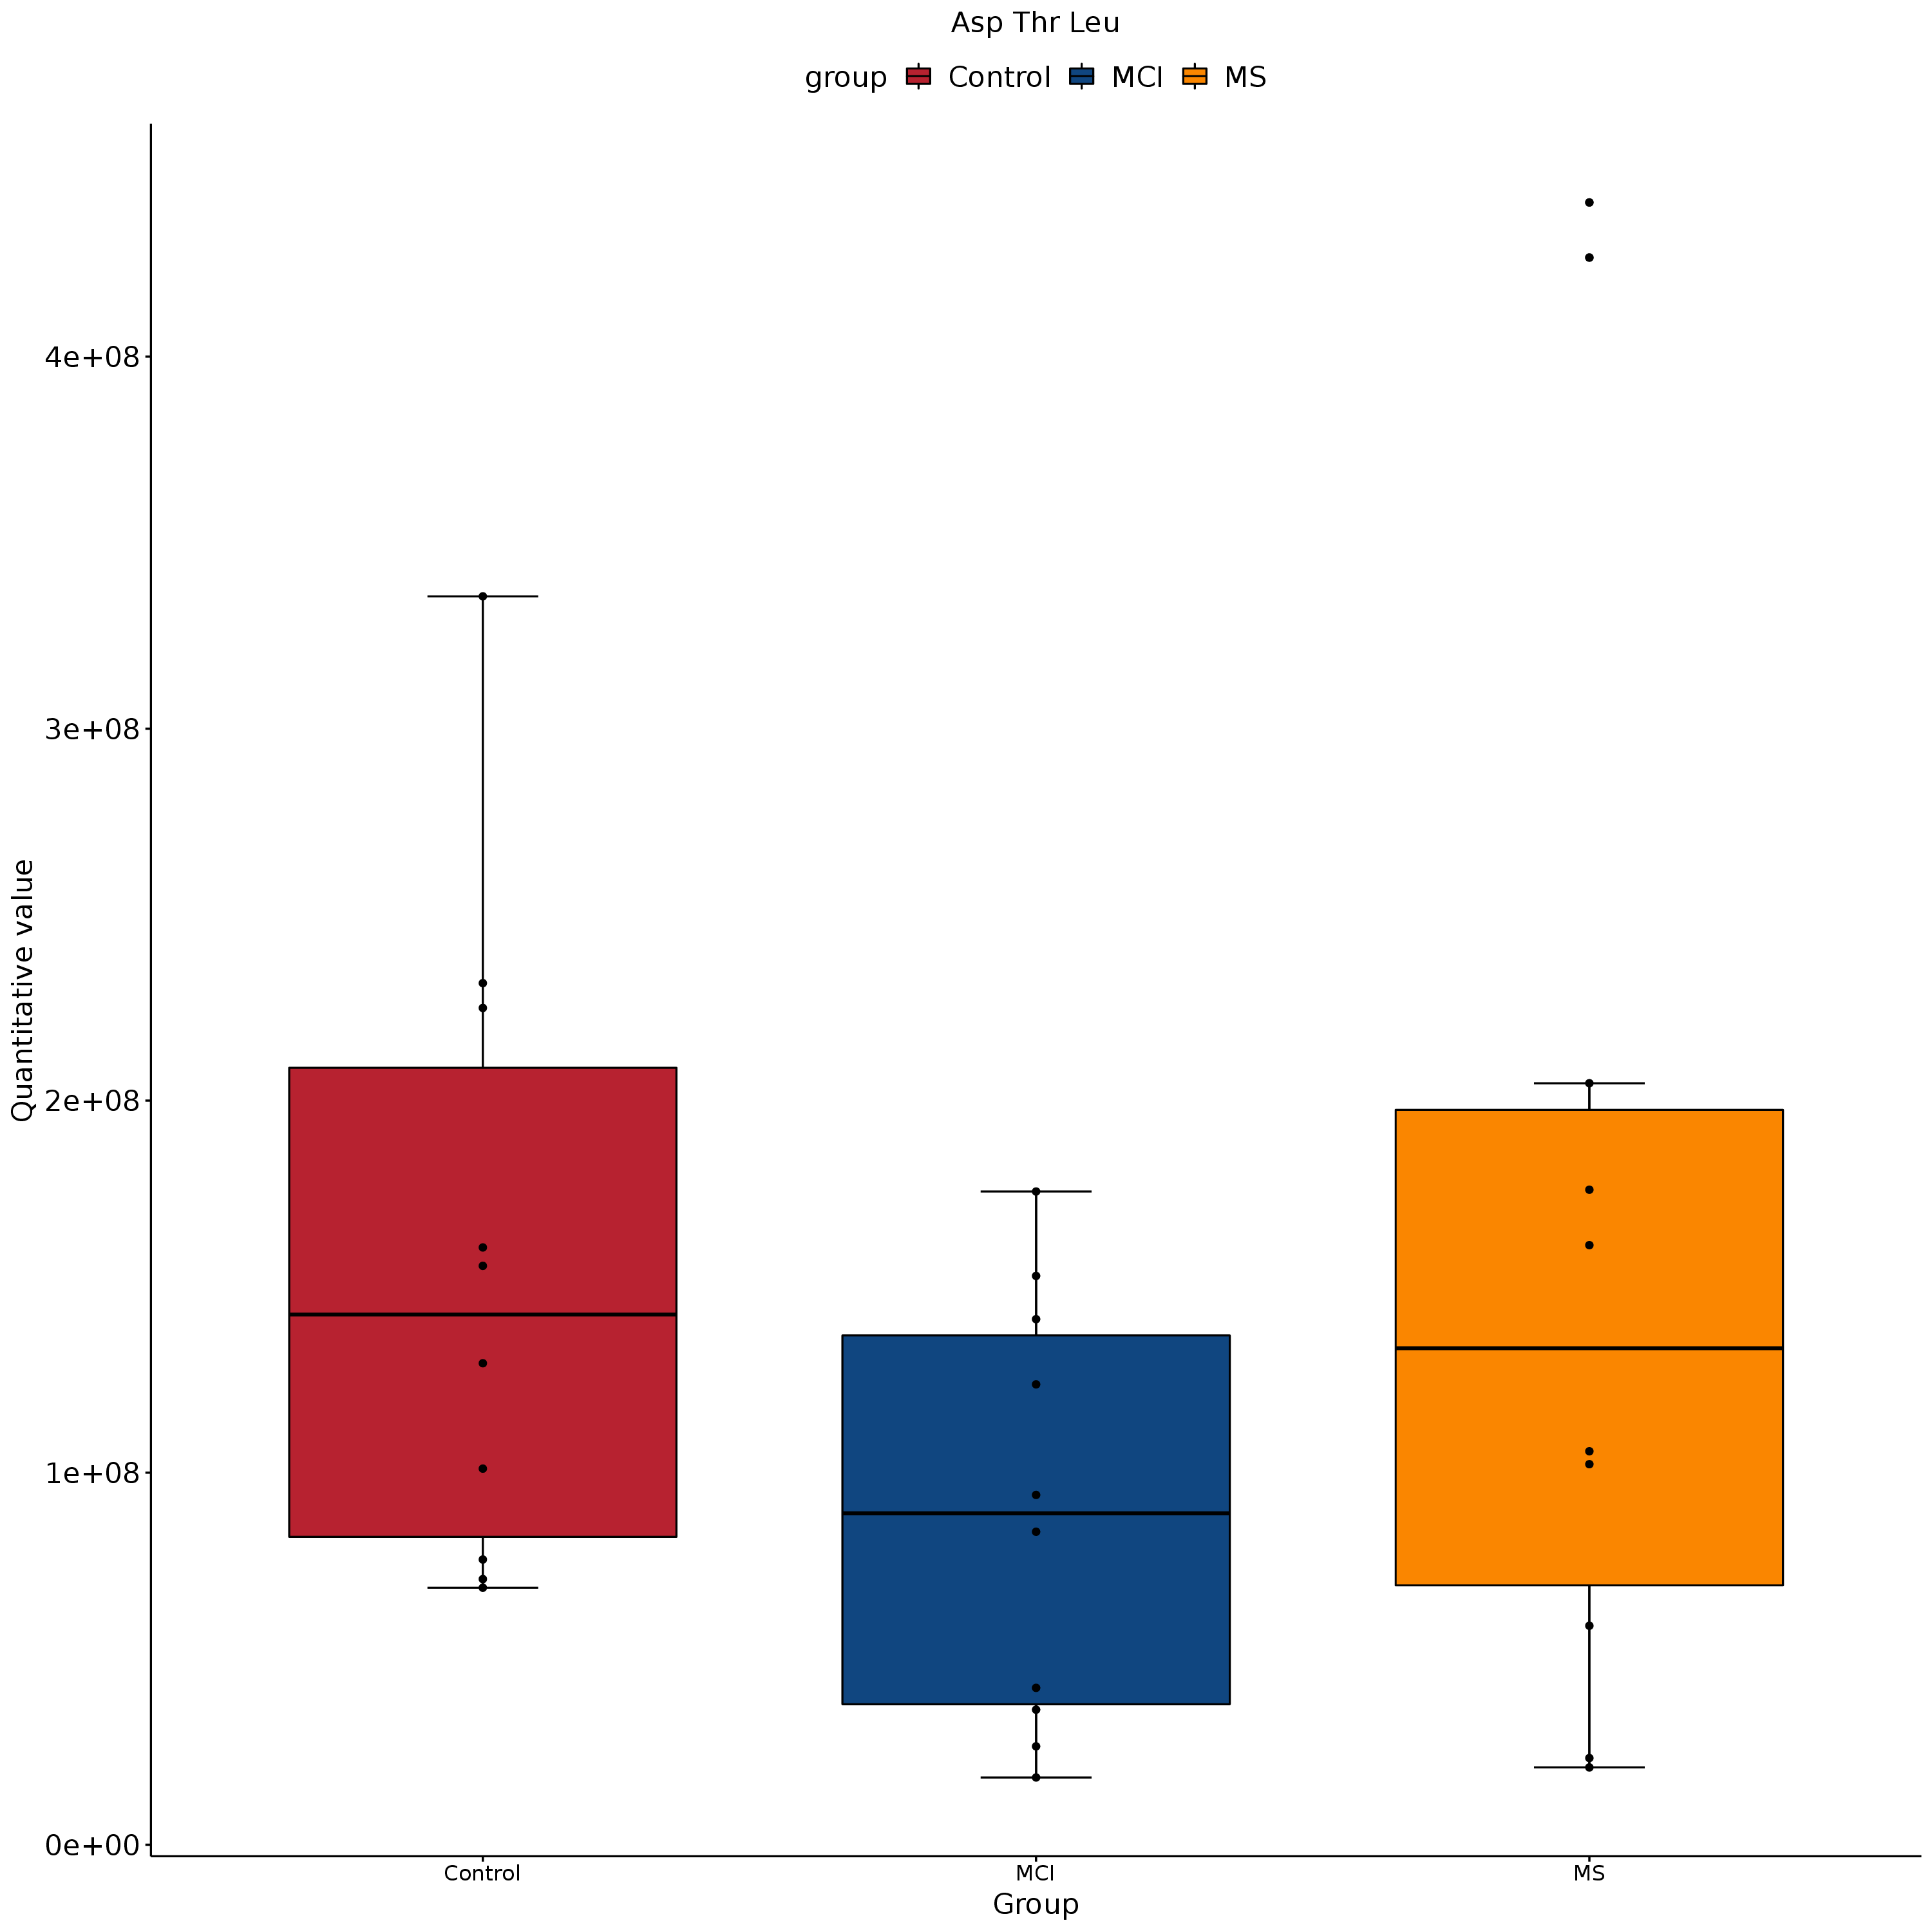 Asp Thr Leu
group Control MCI MS
Quantitative value
4e+08
3e+08
2e+08
1e+08
0e+00
Control MCI MS
Group